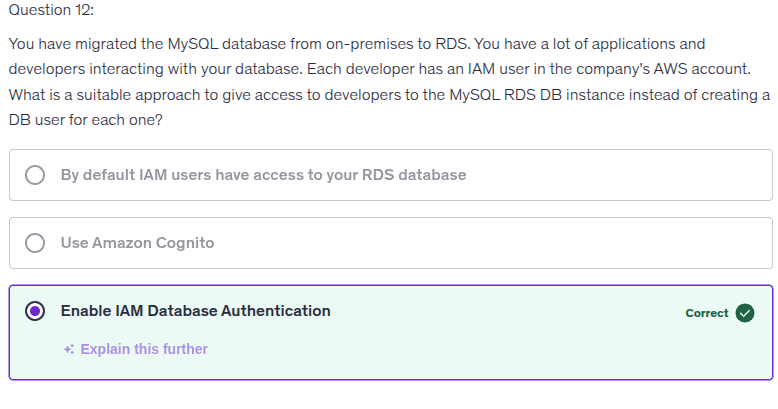 Question 12:
You have migrated the MySQL database from on-premises to RDS. You have a lot of applications and
developers interacting with your database. Each developer has an IAM user in the company's AWS account.
What is a suitable approach to give access to developers to the MySQL RDS DB instance instead of creating a
DB user for each one?
By default IAM users have access to your RDS database
Use Amazon Cognito
Enable IAM Database Authentication
Correct
Explain this further